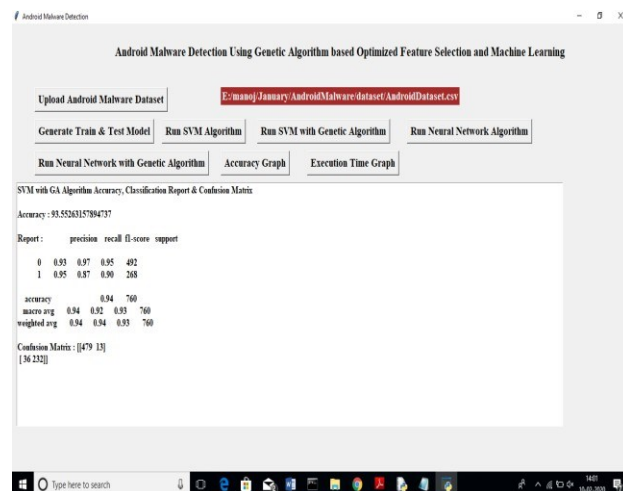 Android Malware Detection
Android Malware Detection Using Genetic Algorithm based Optimized Feature Selection and Machine Learning
Upload Android Malware Dataset
E:/manoj/January/AndroidMalware/dataset/AndroidDataset.csv
Generate Train & Test Model Run SVM Algorithm Run SVM with Genetic Algorithm Run Neural Network Algorithm
Run Neural Network with Genetic Algorithm Accuracy Graph Execution Time Graph
SVM with GA Algorithm Accuracy, Classification Report & Confusion Matrix
Accuracy : 93.55263157894737
Report : precision recall f1-score support
0 0.93 0.97 0.95 492
1 0.95 0.87 0.90 268
accuracy 0.94 760
macro avg 0.94 0.92 0.93 760
weighted avg 0.94 0.94 0.93 760
Confusion Matrix : [[479 13]
[ 36 232]]
Type here to search
14:01